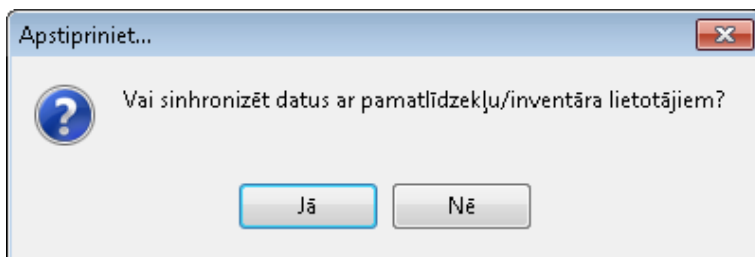 Apstipriniet...
Vai sinhronizēt datus ar pamatlīdzekļu/inventāra lietotājiem?
Jā
Nē